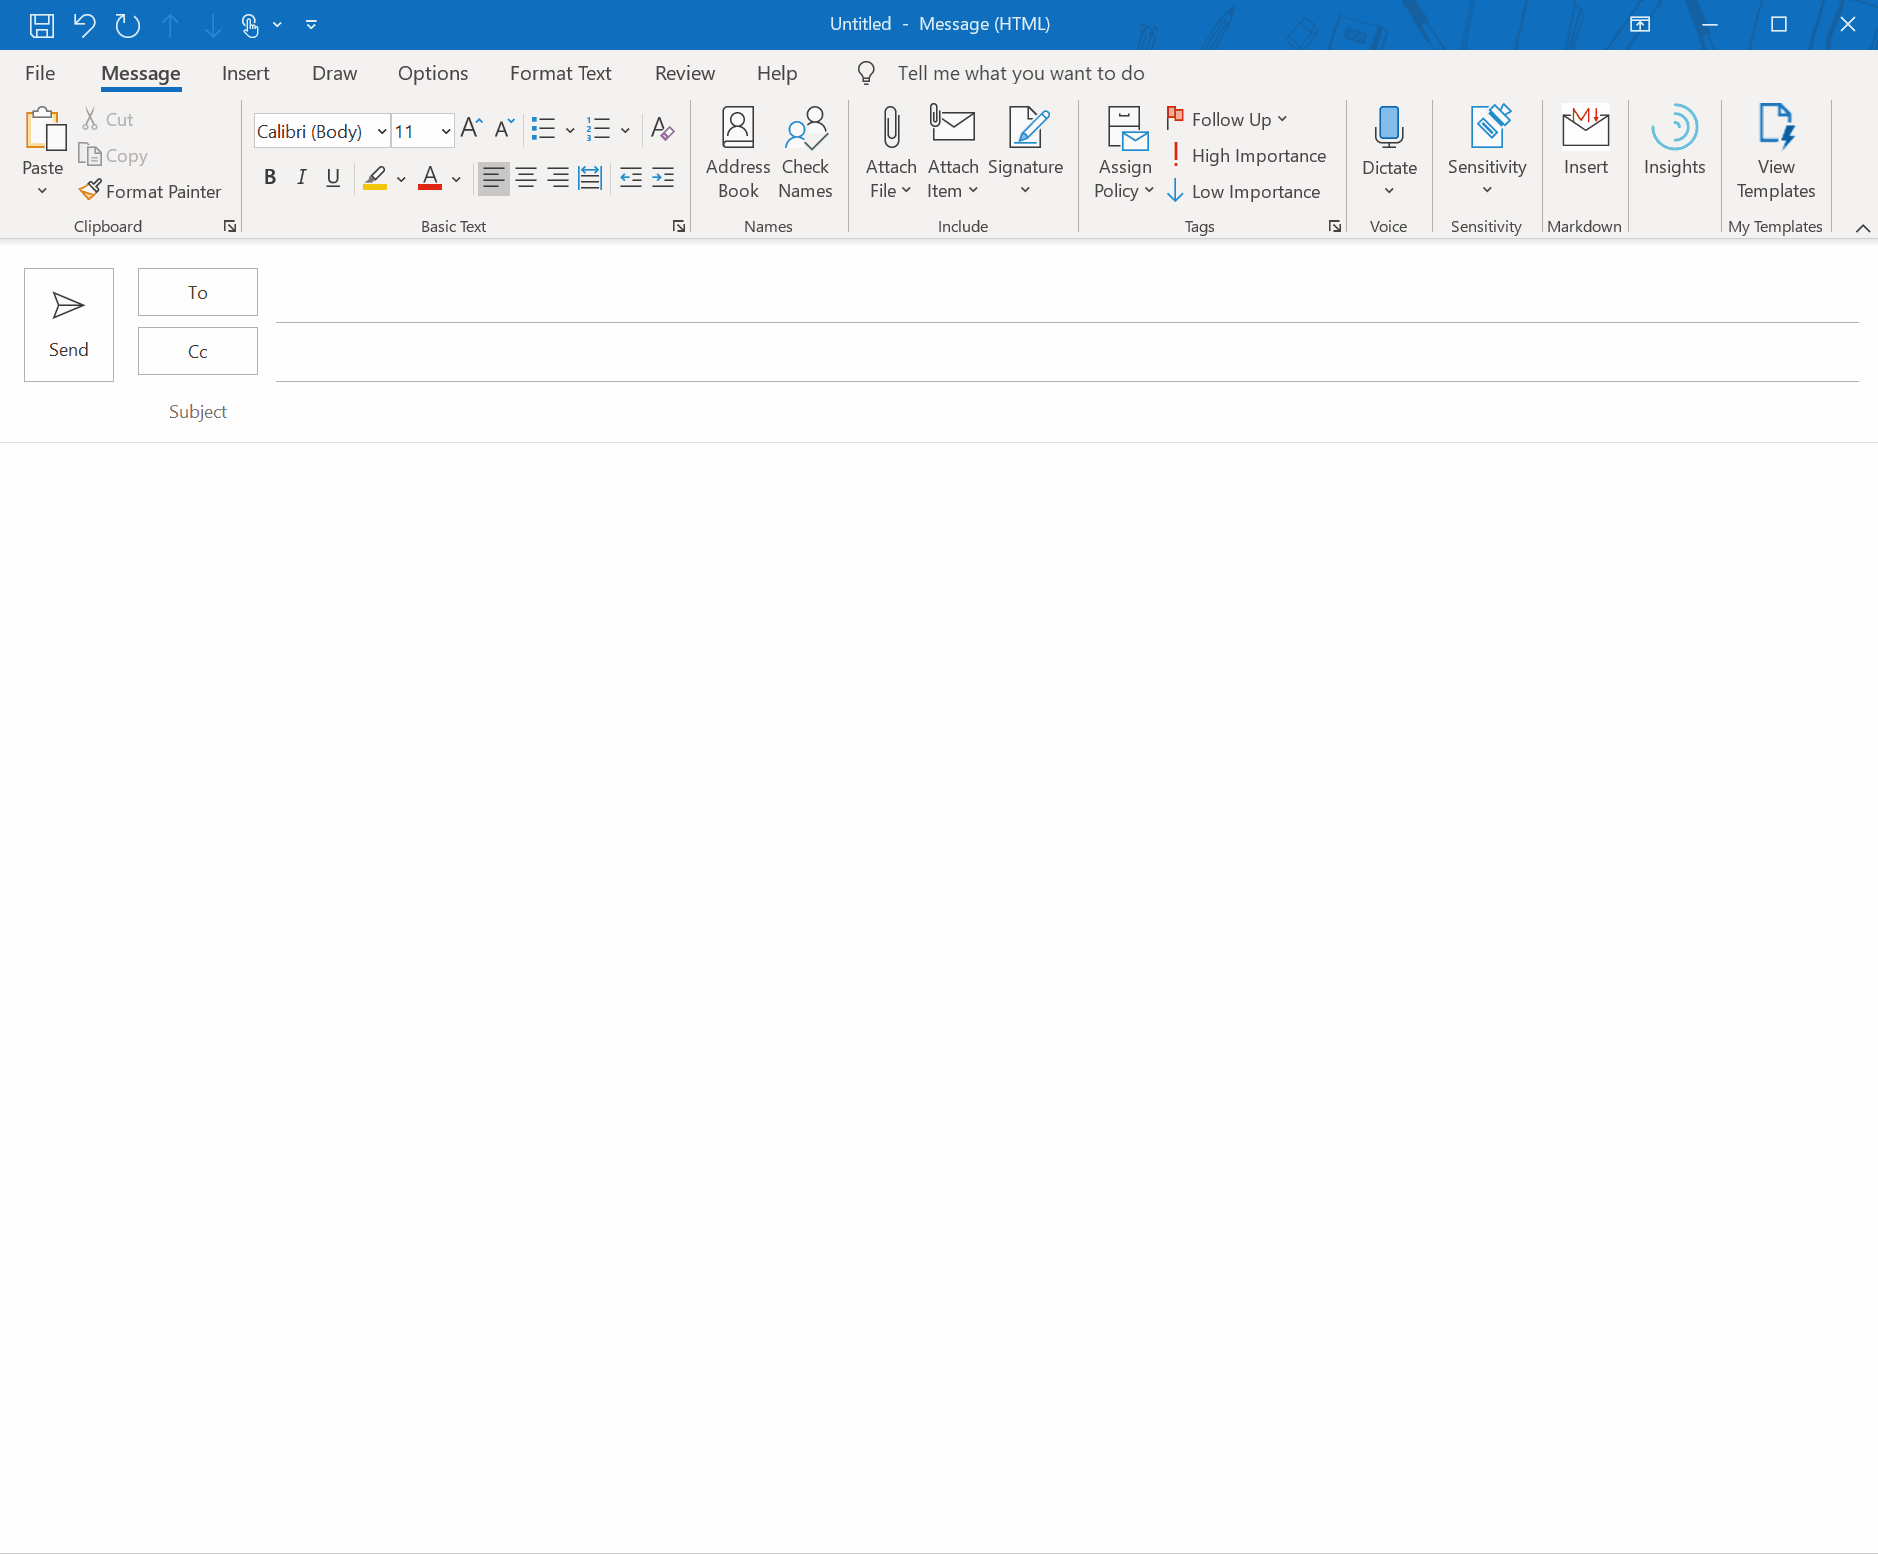 Untitled - Message (HTML)
File Message Insert Draw Options Format Text Review Help Tell me what you want to do
Paste
Cut
Copy
Format Painter
Clipboard
Calibri (Body) 11
B I U
Basic Text
Address Book
Check Names
Names
Attach File
Attach Item
Signature
Include
Assign Policy
Follow Up
High Importance
Low Importance
Tags
Dictate
Voice
Sensitivity
Sensitivity
Insert
Markdown
Insights
View Templates
My Templates
Send
To
Cc
Subject